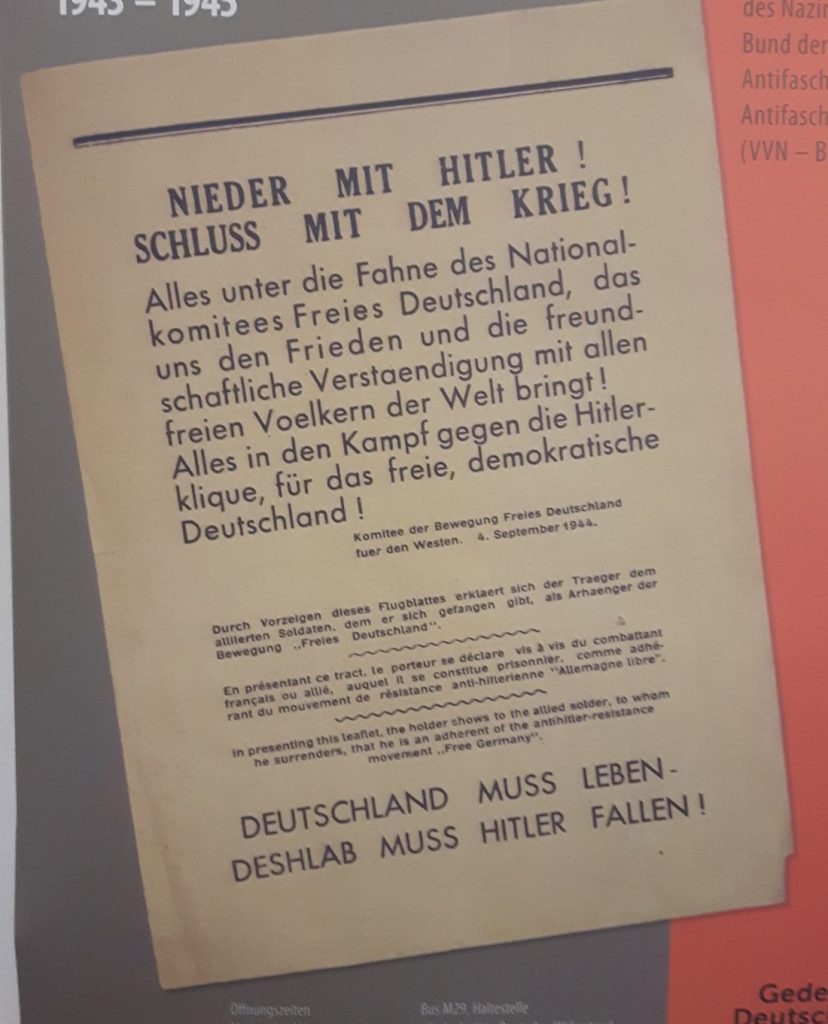 1943 – 1945
des Nazir
Bund der
Antifasch
Antifasch
(VVN – B
NIEDER MIT HITLER !
SCHLUSS MIT DEM KRIEG !
Alles unter die Fahne des National-
komitees Freies Deutschland, das
uns den Frieden und die freund-
schaftliche Verstaendigung mit allen
freien Voelkern der Welt bringt !
Alles in den Kampf gegen die Hitler-
klique, für das freie, demokratische
Deutschland !
Komitee der Bewegung Freies Deutschland
fuer den Westen. 4. September 1944.
Durch Vorzeigen dieses Flugblattes erklaert sich der Traeger dem
alliierten Soldaten, dem er sich gefangen gibt, als Arhaenger der
Bewegung „Freies Deutschland".
En présentant ce tract, le porteur se déclare vis à vis du combattant
français ou allié, auquel il se constitue prisonnier, comme adhé-
rant du mouvement de résistance anti-hitlerienne "Allemagne libre".
In presenting this leaflet, the holder shows to the allied solder, to whom
he surrenders, that he is an adherent of the antihitler-resistance
movement „Free Germany".
DEUTSCHLAND MUSS LEBEN -
DESHLAB MUSS HITLER FALLEN !
Öffnungszeiten
Bus M29, Haltestelle
Gede
Deutsc